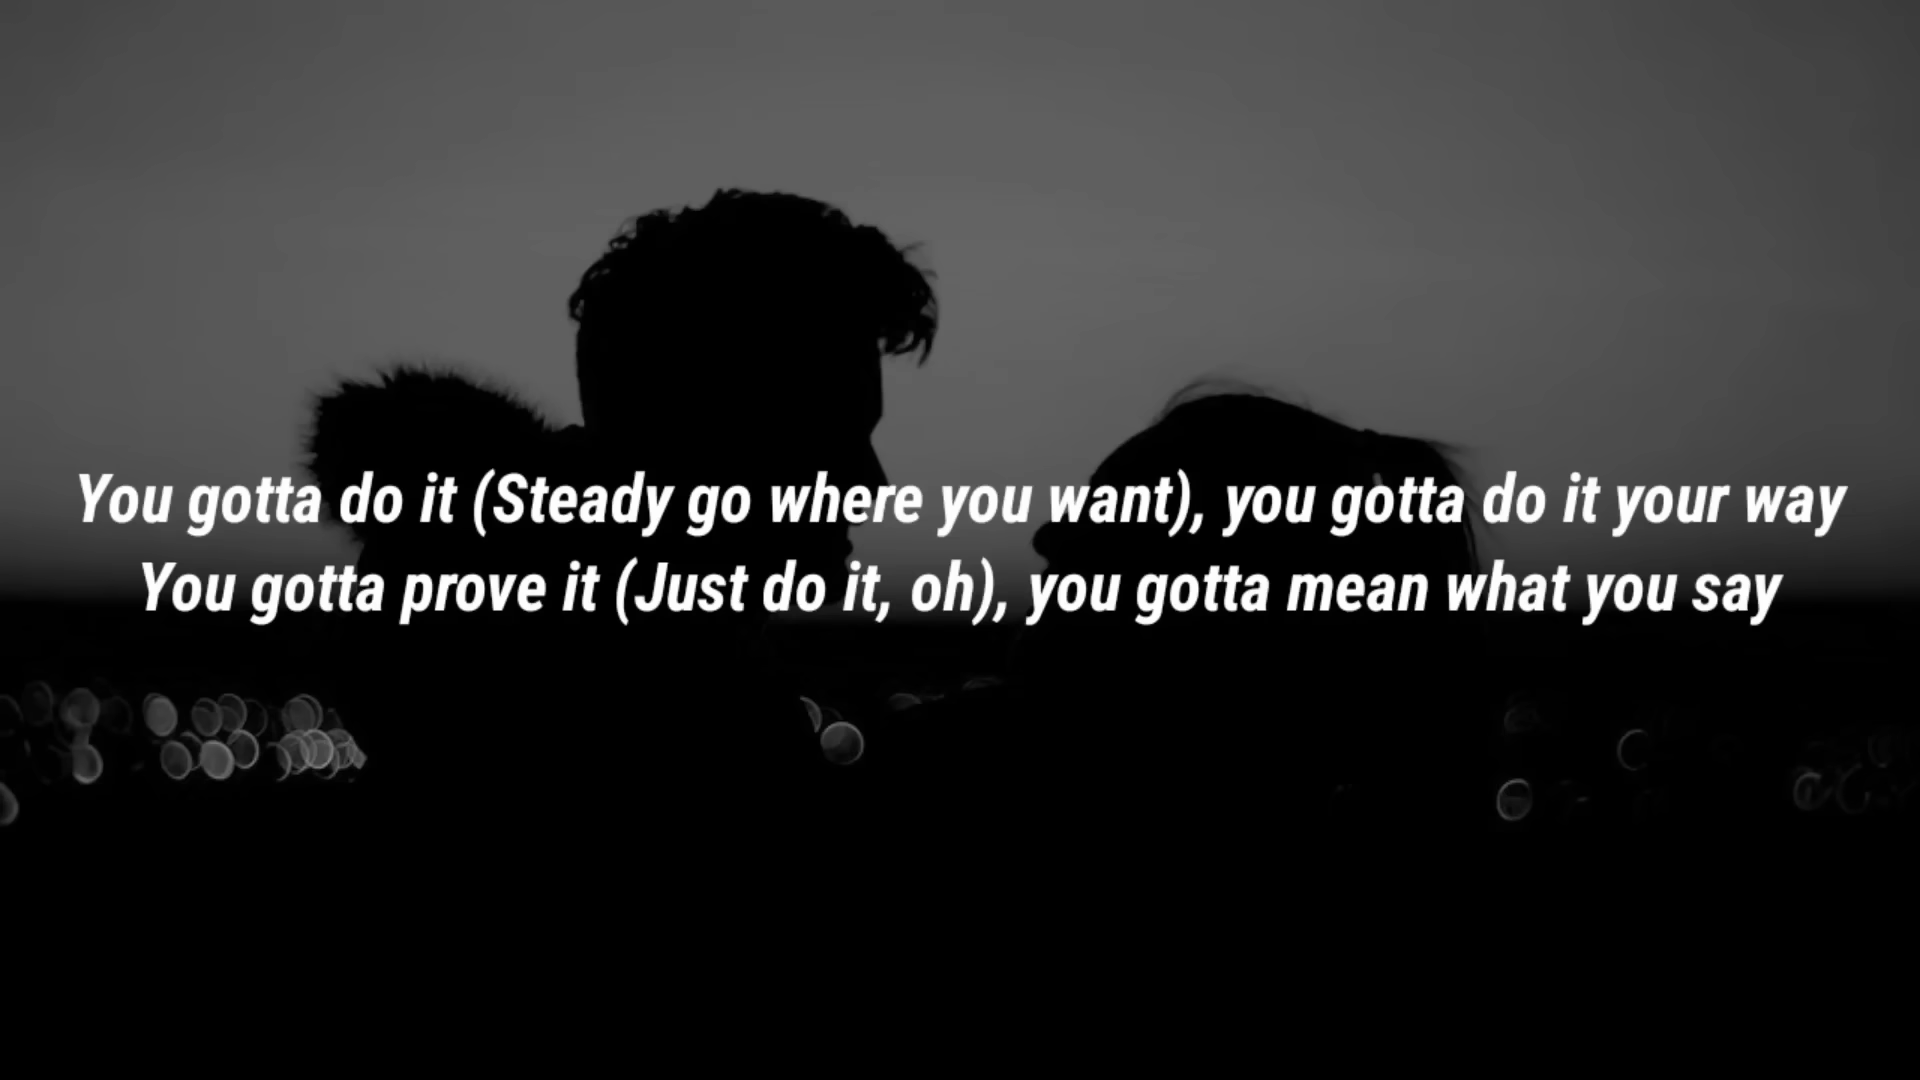 You gotta do it (Steady go where you want), you gotta do it your way
You gotta prove it (Just do it, oh), you gotta mean what you say